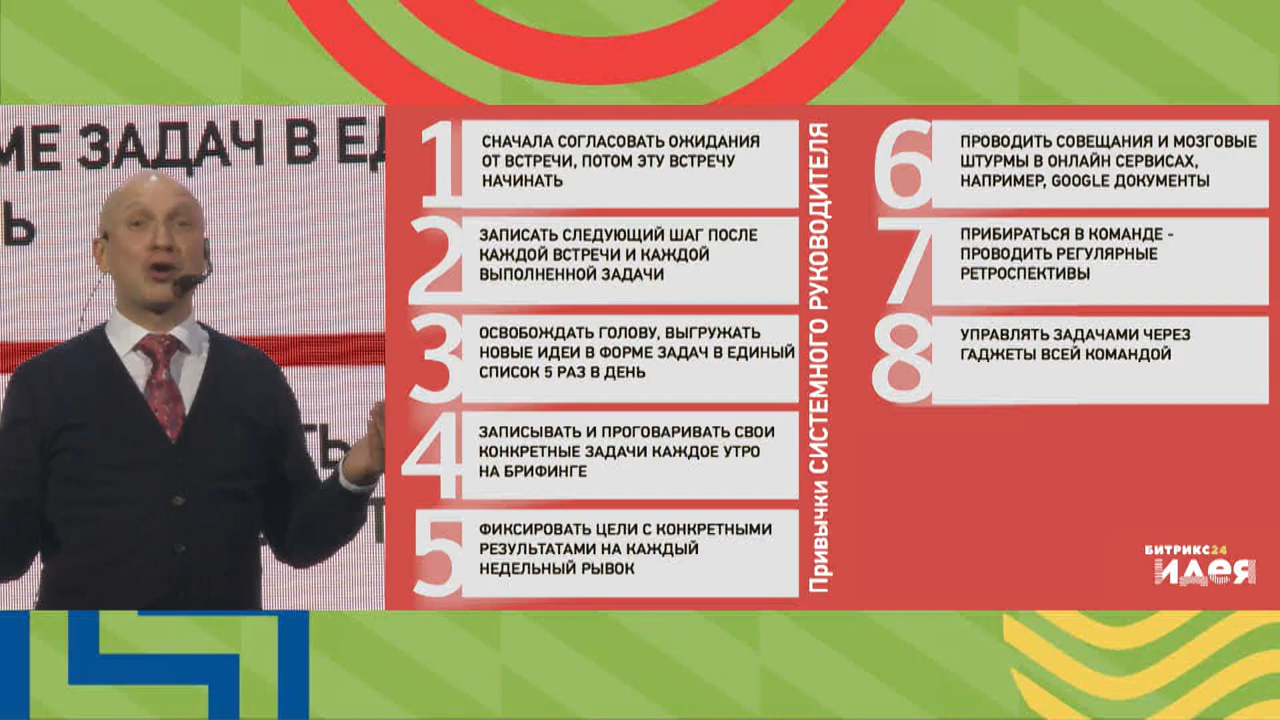 МЕ ЗАДАЧ В ЕД
Ь
ТЬ
Т
1
СНАЧАЛА СОГЛАСОВАТЬ ОЖИДАНИЯ
ОТ ВСТРЕЧИ, ПОТОМ ЭТУ ВСТРЕЧУ
НАЧИНАТЬ
2
ЗАПИСАТЬ СЛЕДУЮЩИЙ ШАГ ПОСЛЕ
КАЖДОЙ ВСТРЕЧИ И КАЖДОЙ
ВЫПОЛНЕННОЙ ЗАДАЧИ
3
ОСВОБОЖДАТЬ ГОЛОВУ, ВЫГРУЖАТЬ
НОВЫЕ ИДЕИ В ФОРМЕ ЗАДАЧ В ЕДИНЫЙ
СПИСОК 5 РАЗ В ДЕНЬ
4
ЗАПИСЫВАТЬ И ПРОГОВАРИВАТЬ СВОИ
КОНКРЕТНЫЕ ЗАДАЧИ КАЖДОЕ УТРО
НА БРИФИНГЕ
5
ФИКСИРОВАТЬ ЦЕЛИ С КОНКРЕТНЫМИ
РЕЗУЛЬТАТАМИ НА КАЖДЫЙ
НЕДЕЛЬНЫЙ РЫВОК
Привычки СИСТЕМНОГО РУКОВОДИТЕЛЯ
6
ПРОВОДИТЬ СОВЕЩАНИЯ И МОЗГОВЫЕ
ШТУРМЫ В ОНЛАЙН СЕРВИСАХ,
НАПРИМЕР, GOOGLE ДОКУМЕНТЫ
7
ПРИБИРАТЬСЯ В КОМАНДЕ -
ПРОВОДИТЬ РЕГУЛЯРНЫЕ
РЕТРОСПЕКТИВЫ
8
УПРАВЛЯТЬ ЗАДАЧАМИ ЧЕРЕЗ
ГАДЖЕТЫ ВСЕЙ КОМАНДОЙ
БИТРИКС24
ИДЕЯ